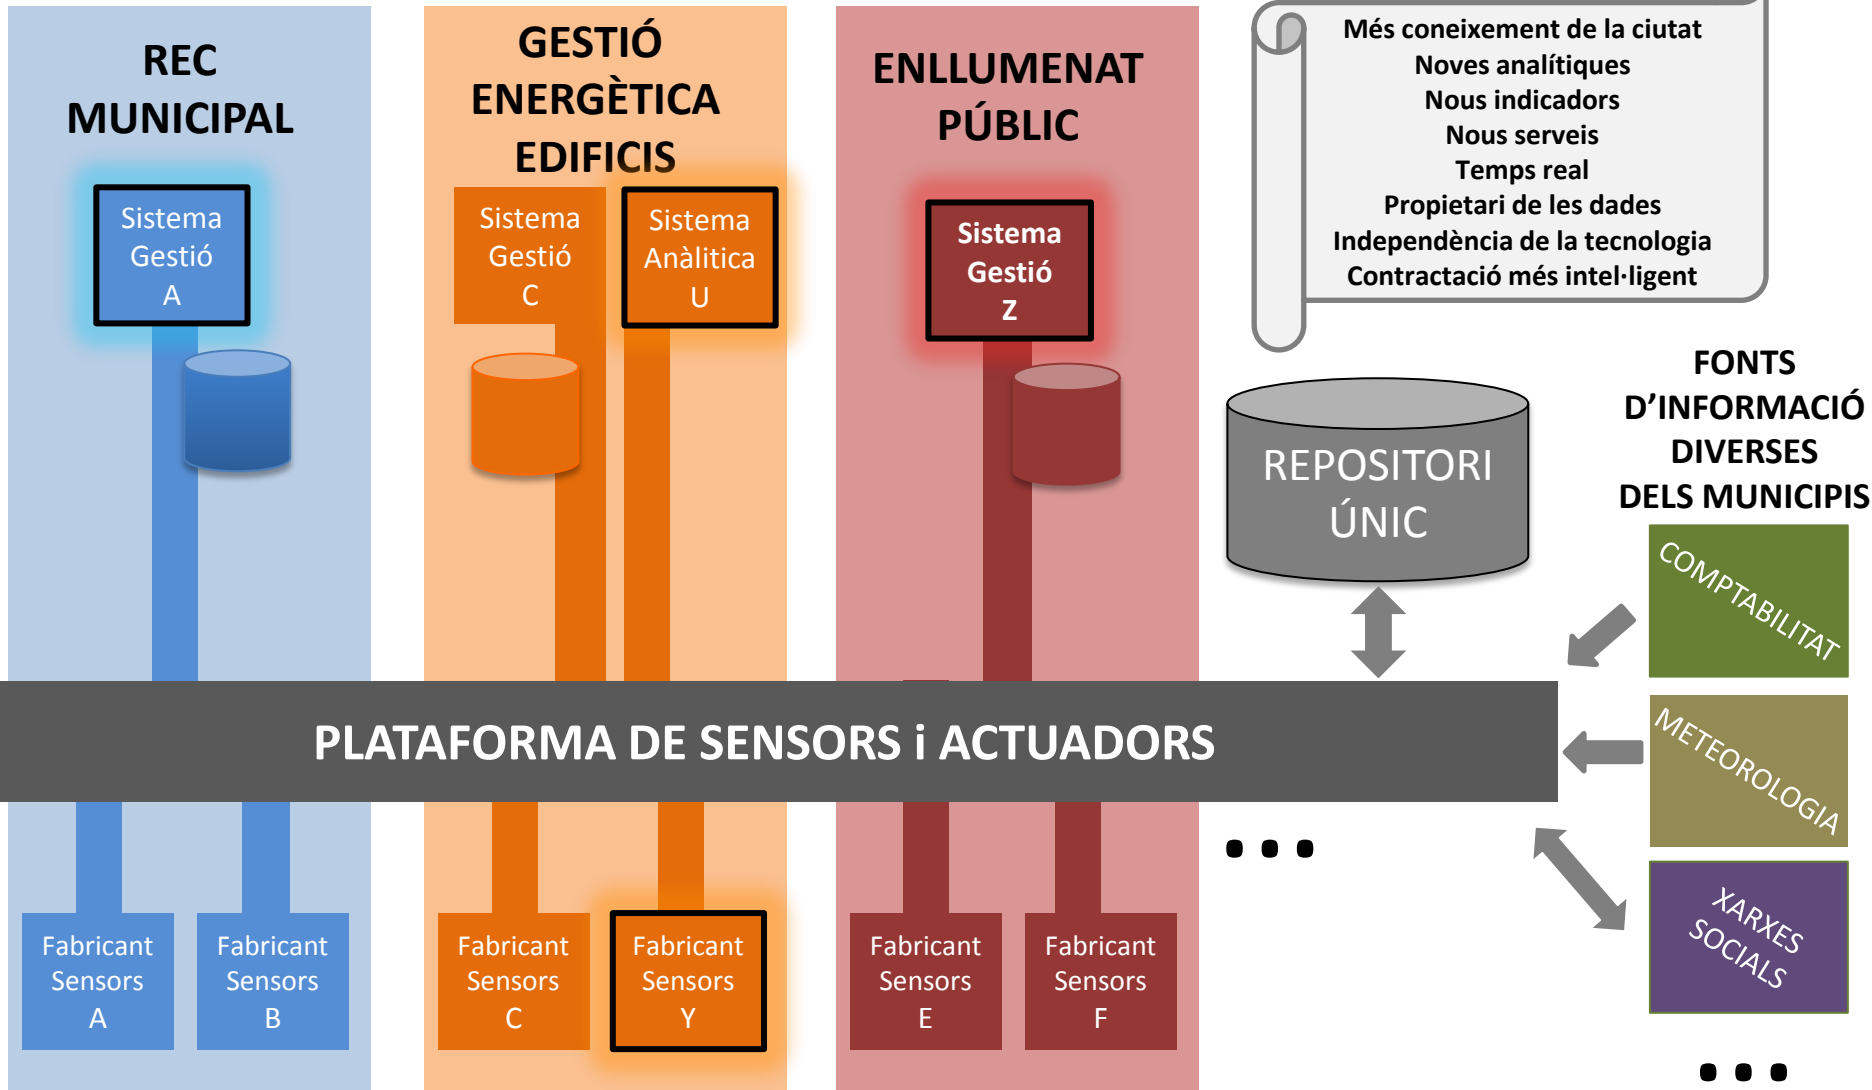 REC
MUNICIPAL
Sistema
Gestió
A
GESTIÓ
ENERGÈTICA
EDIFICIS
Sistema
Gestió
C
Sistema
Anàlitica
U
ENLLUMENAT
PÚBLIC
Sistema
Gestió
Z
Més coneixement de la ciutat
Noves analítiques
Nous indicadors
Nous serveis
Temps real
Propietari de les dades
Independència de la tecnologia
Contractació més intel·ligent
REPOSITORI
ÚNIC
FONTS
D’INFORMACIÓ
DIVERSES
DELS MUNICIPIS
COMPTABILITAT
METEOROLOGIA
XARXES
SOCIALS
...
PLATAFORMA DE SENSORS i ACTUADORS
...
Fabricant
Sensors
A
Fabricant
Sensors
B
Fabricant
Sensors
C
Fabricant
Sensors
Y
Fabricant
Sensors
E
Fabricant
Sensors
F